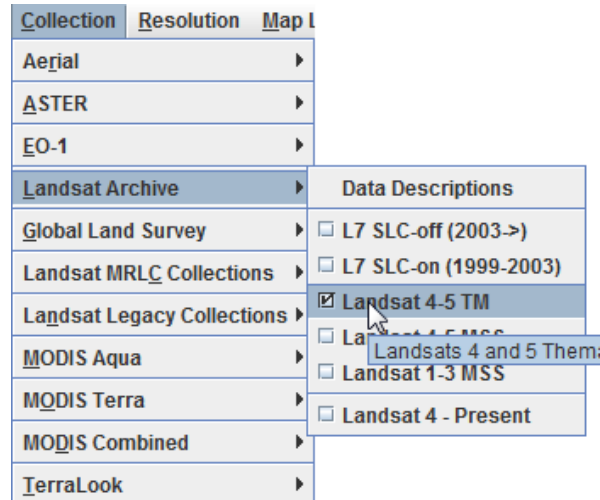 Collection Resolution Map
Aerial
ASTER
EO-1
Landsat Archive
Global Land Survey
Landsat MRLC Collections
Landsat Legacy Collections
MODIS Aqua
MODIS Terra
MODIS Combined
TerraLook
Data Descriptions
L7 SLC-off (2003->)
L7 SLC-on (1999-2003)
Landsat 4-5 TM
Landsats 4 and 5 Thema
Landsat 1-3 MSS
Landsat 4 - Present